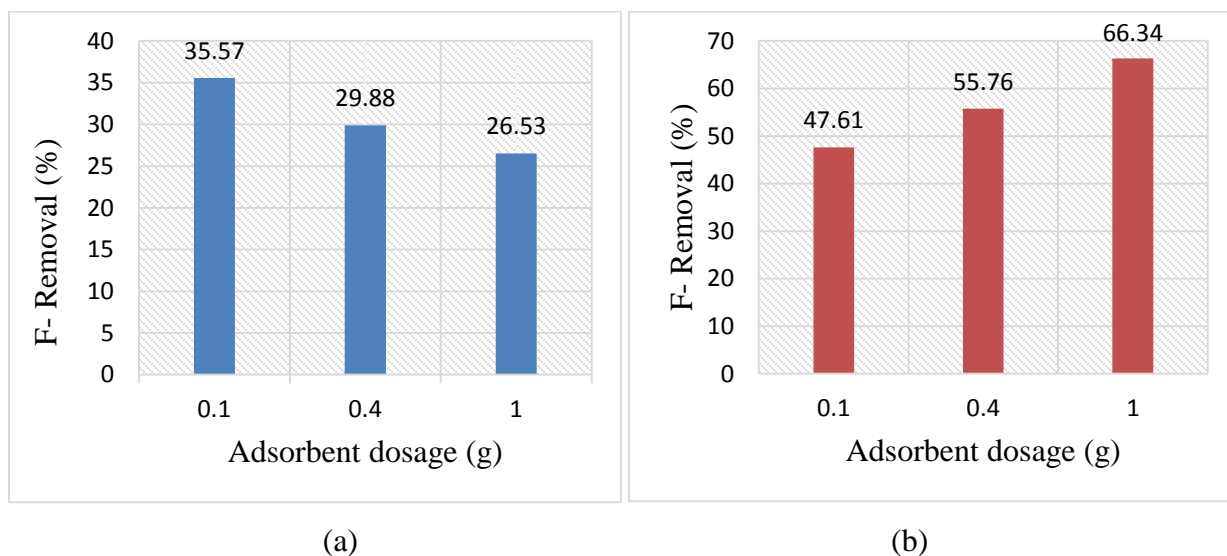 40
35
30
25
20
15
10
5
0
F- Removal (%)
35.57
29.88
26.53
0.1 0.4 1
Adsorbent dosage (g)
(a)
70
60
50
40
30
20
10
0
F- Removal (%)
47.61
55.76
66.34
0.1 0.4 1
Adsorbent dosage (g)
(b)